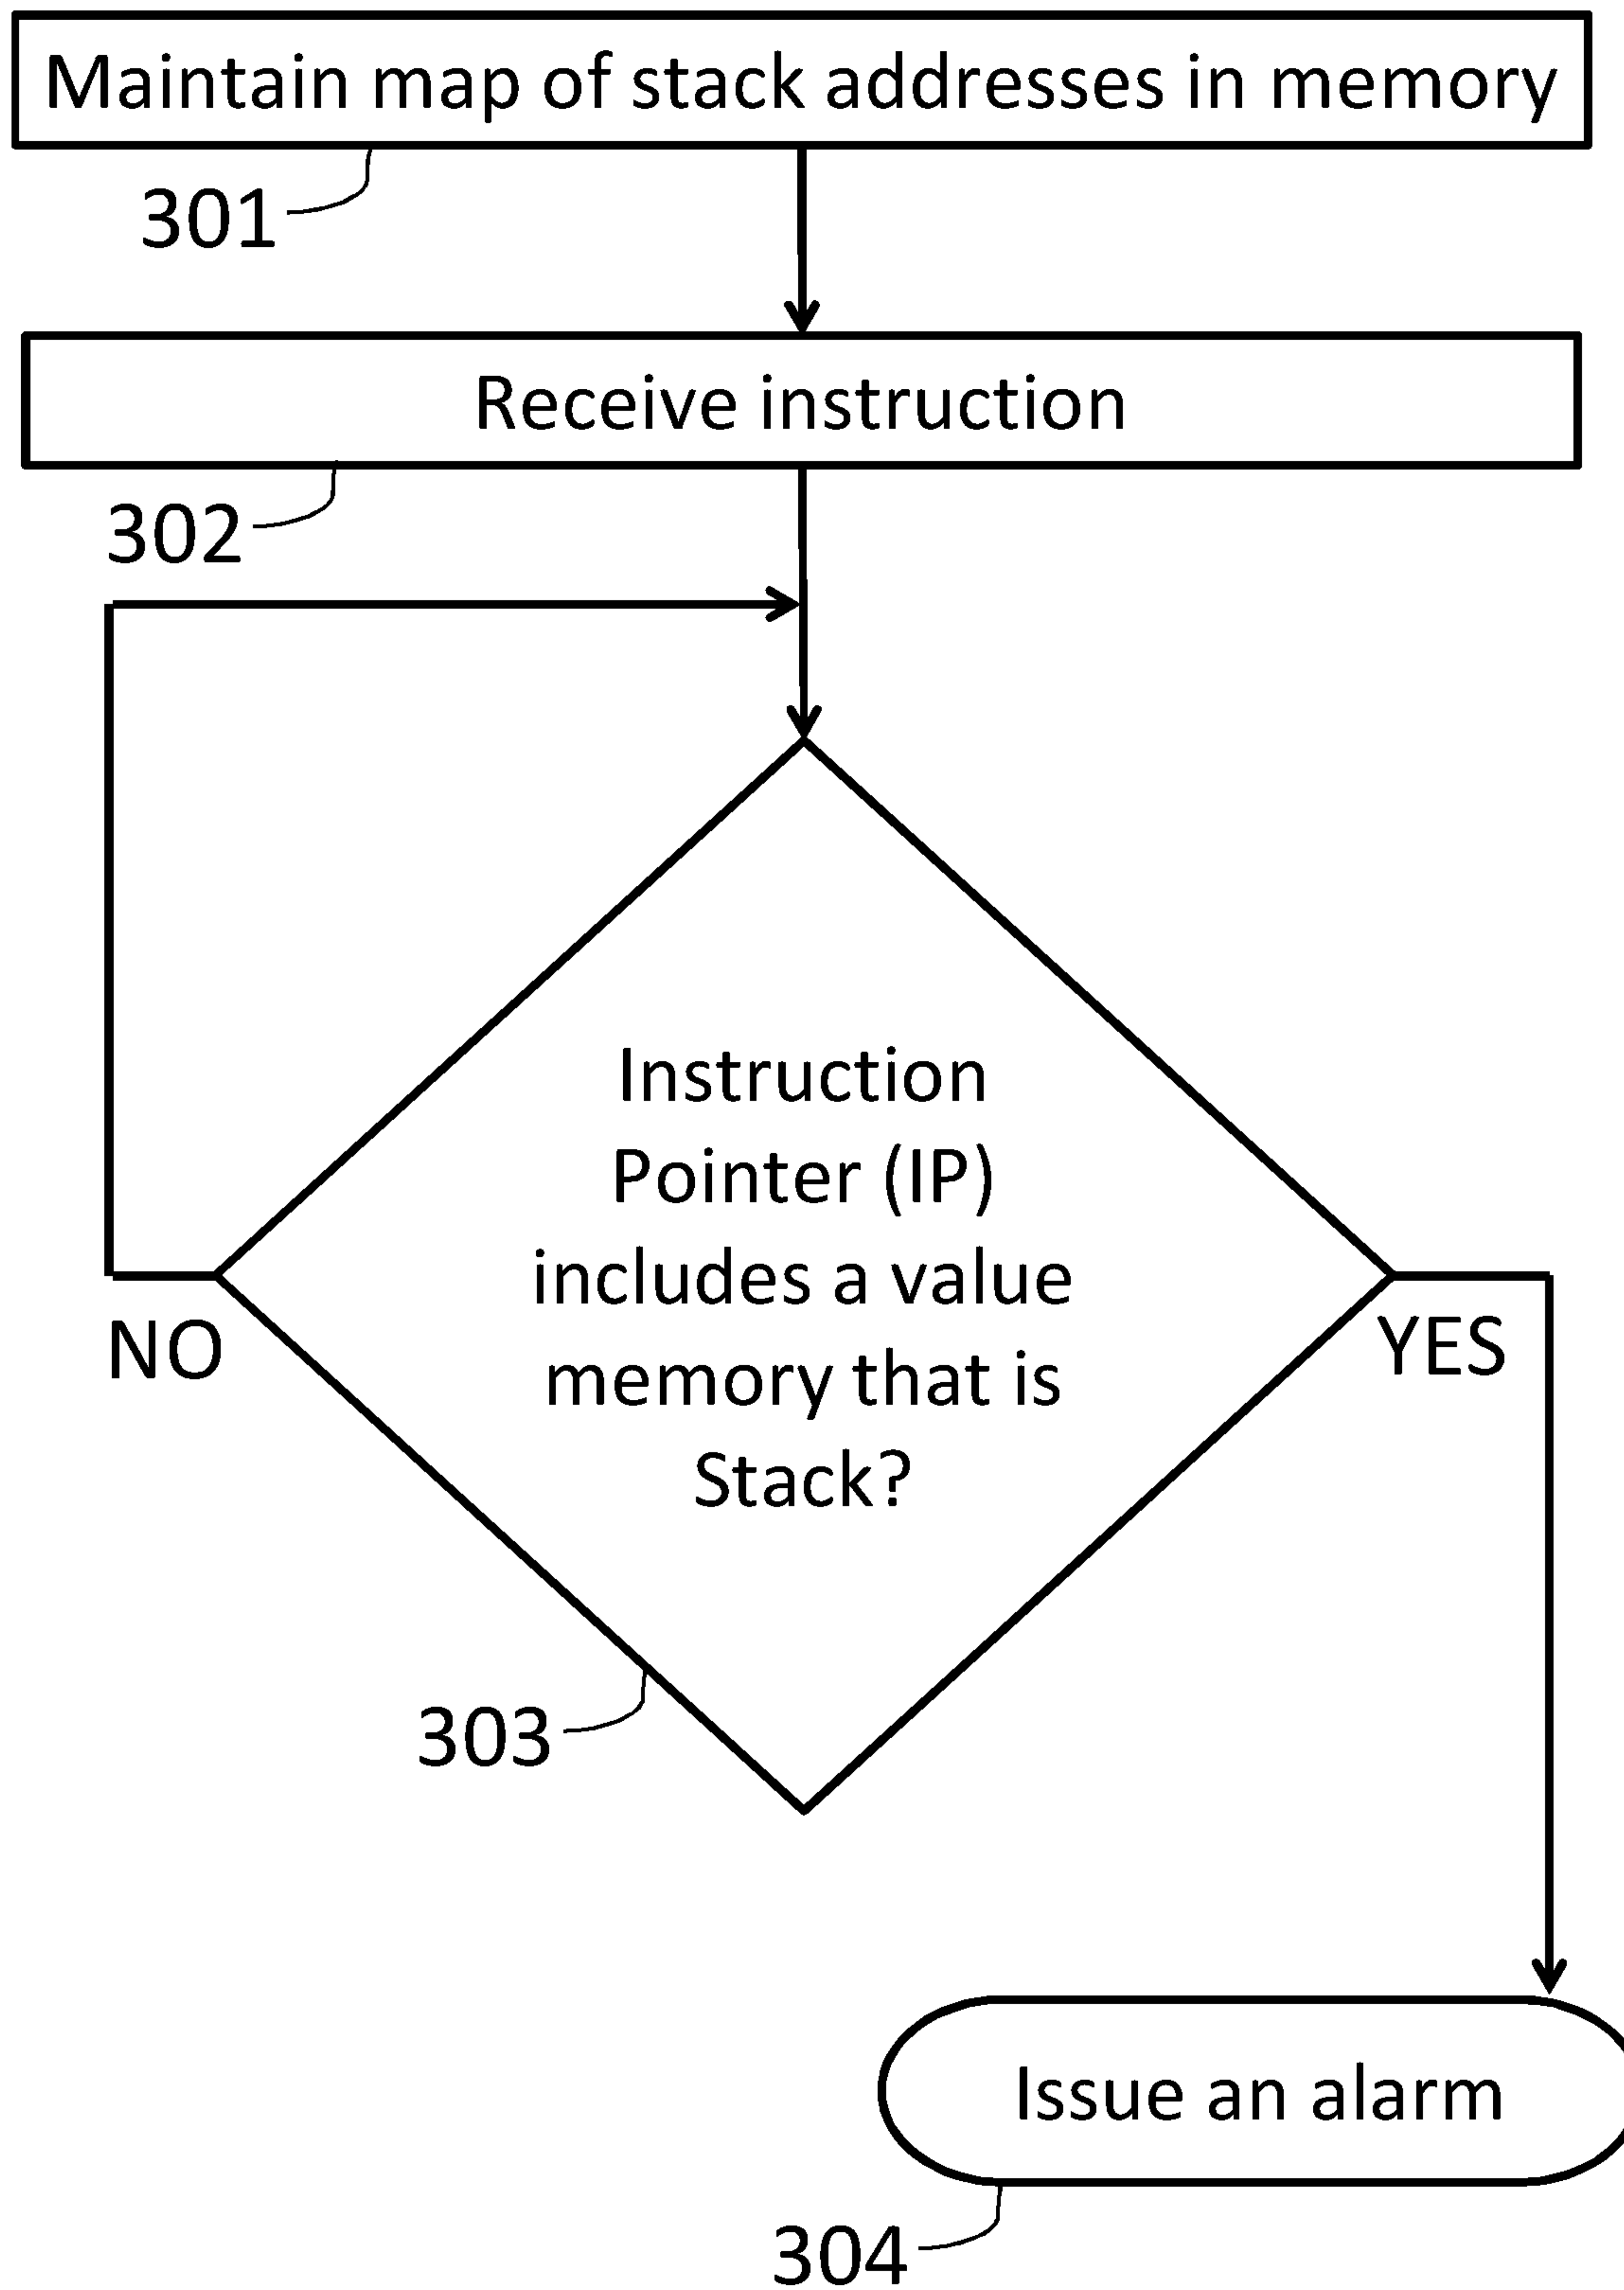 Maintain map of stack addresses in memory
301
Receive instruction
302
Instruction
Pointer (IP)
includes a value
memory that is
Stack?
NO
YES
303
Issue an alarm
304